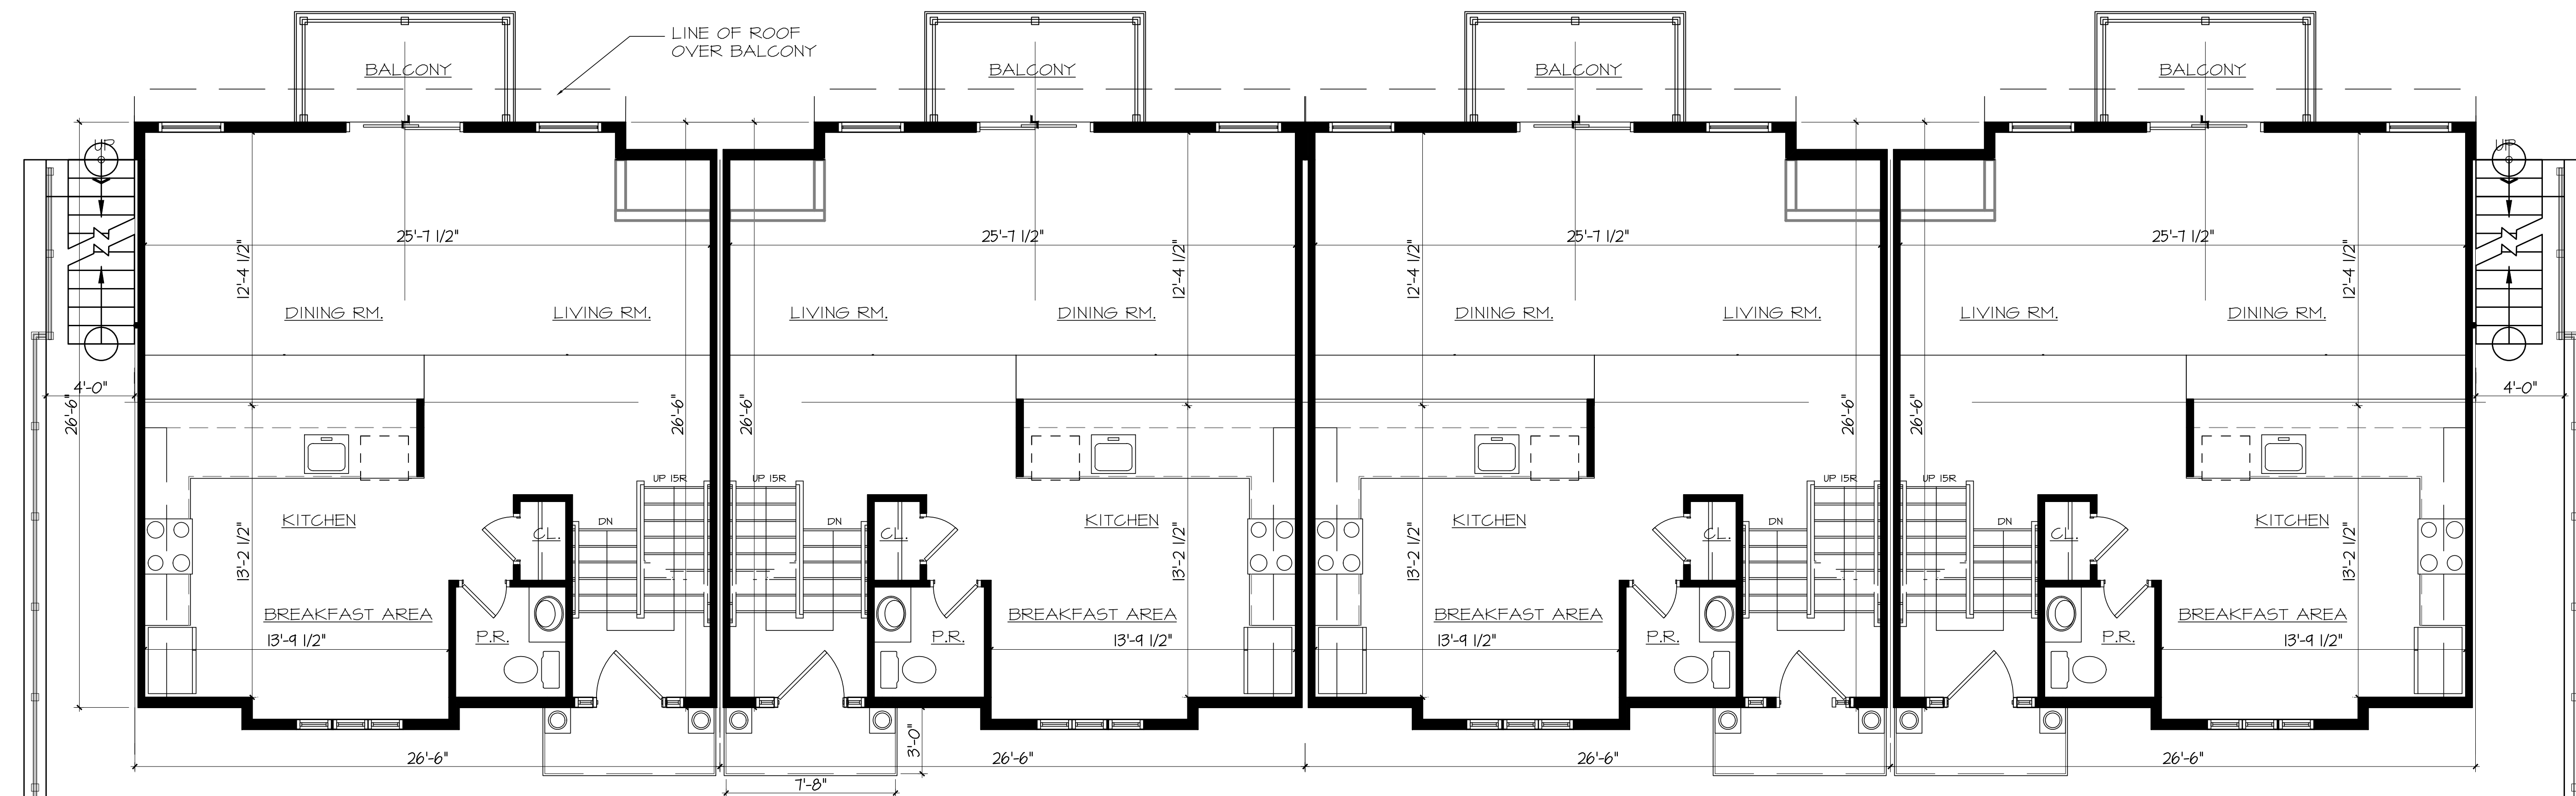 LINE OF ROOF
OVER BALCONY
BALCONY
BALCONY
BALCONY
BALCONY
UP
UP
25'-7 1/2"
25'-7 1/2"
25'-7 1/2"
25'-7 1/2"
12'-4 1/2"
12'-4 1/2"
12'-4 1/2"
12'-4 1/2"
DINING RM.
LIVING RM.
LIVING RM.
DINING RM.
DINING RM.
LIVING RM.
LIVING RM.
DINING RM.
4'-0"
4'-0"
26'-6"
26'-6"
26'-6"
26'-6"
26'-6"
UP 15R
UP 15R
UP 15R
UP 15R
KITCHEN
CL.
DN
DN
CL.
KITCHEN
KITCHEN
CL.
DN
DN
CL.
KITCHEN
13'-2 1/2"
13'-2 1/2"
13'-2 1/2"
13'-2 1/2"
BREAKFAST AREA
BREAKFAST AREA
BREAKFAST AREA
BREAKFAST AREA
13'-9 1/2"
P.R.
P.R.
13'-9 1/2"
13'-9 1/2"
P.R.
P.R.
13'-9 1/2"
3'-0"
26'-6"
26'-6"
26'-6"
26'-6"
7'-8"